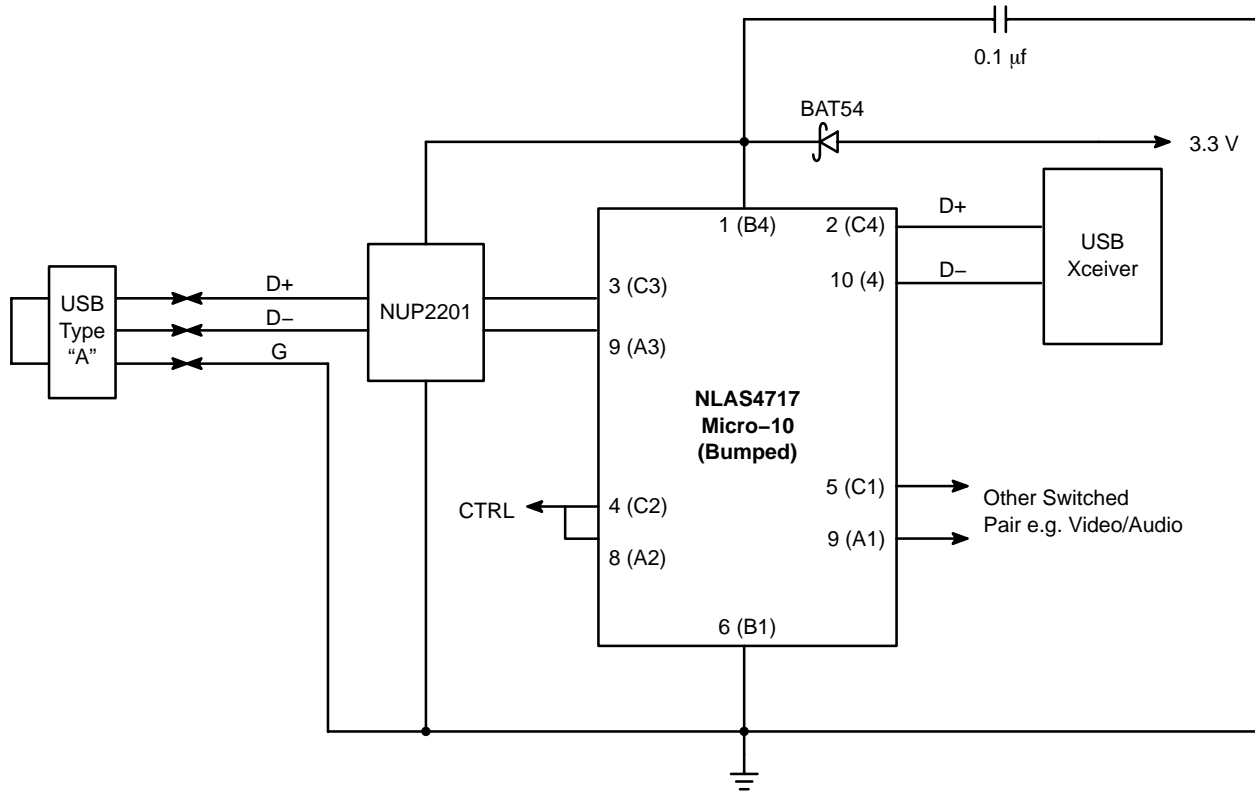 0.1 μf
BAT54
3.3 V
1 (B4)
2 (C4)
D+
USB
Xceiver
10 (4)
D−
USB
Type
“A”
D+
D−
G
NUP2201
3 (C3)
9 (A3)
NLAS4717
Micro−10
(Bumped)
CTRL
4 (C2)
8 (A2)
5 (C1)
9 (A1)
Other Switched
Pair e.g. Video/Audio
6 (B1)